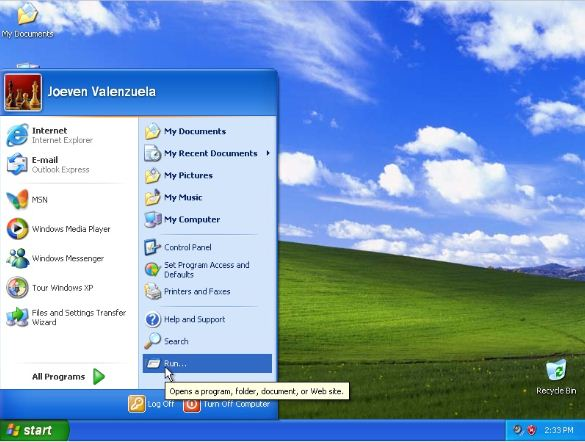 My Documents
Joeven Valenzuela
Internet
Internet Explorer
E-mail
Outlook Express
MSN
Windows Media Player
Windows Messenger
Tour Windows XP
Files and Settings Transfer
Wizard
All Programs
My Documents
My Recent Documents
My Pictures
My Music
My Computer
Control Panel
Set Program Access and
Defaults
Printers and Faxes
Help and Support
Search
Run...
Opens a program, folder, document, or Web site.
Log Off
Turn Off Computer
Recycle Bin
start
2:33 PM